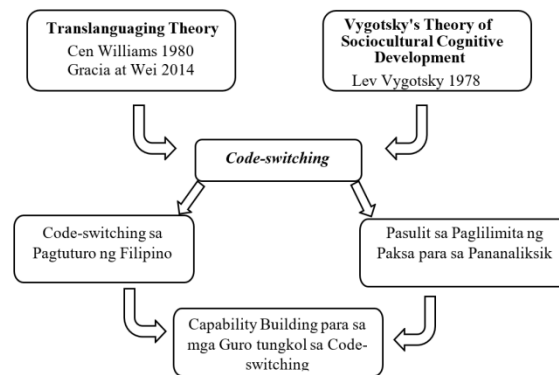 Translanguaging Theory
Cen Williams 1980
Gracia at Wei 2014
Vygotsky's Theory of
Sociocultural Cognitive
Development
Lev Vygotsky 1978
Code-switching
Code-switching sa
Pagtuturo ng Filipino
Pasulit sa Paglilimita ng
Paksa para sa Pananaliksik
Capability Building para sa
mga Guro tungkol sa Code-
switching